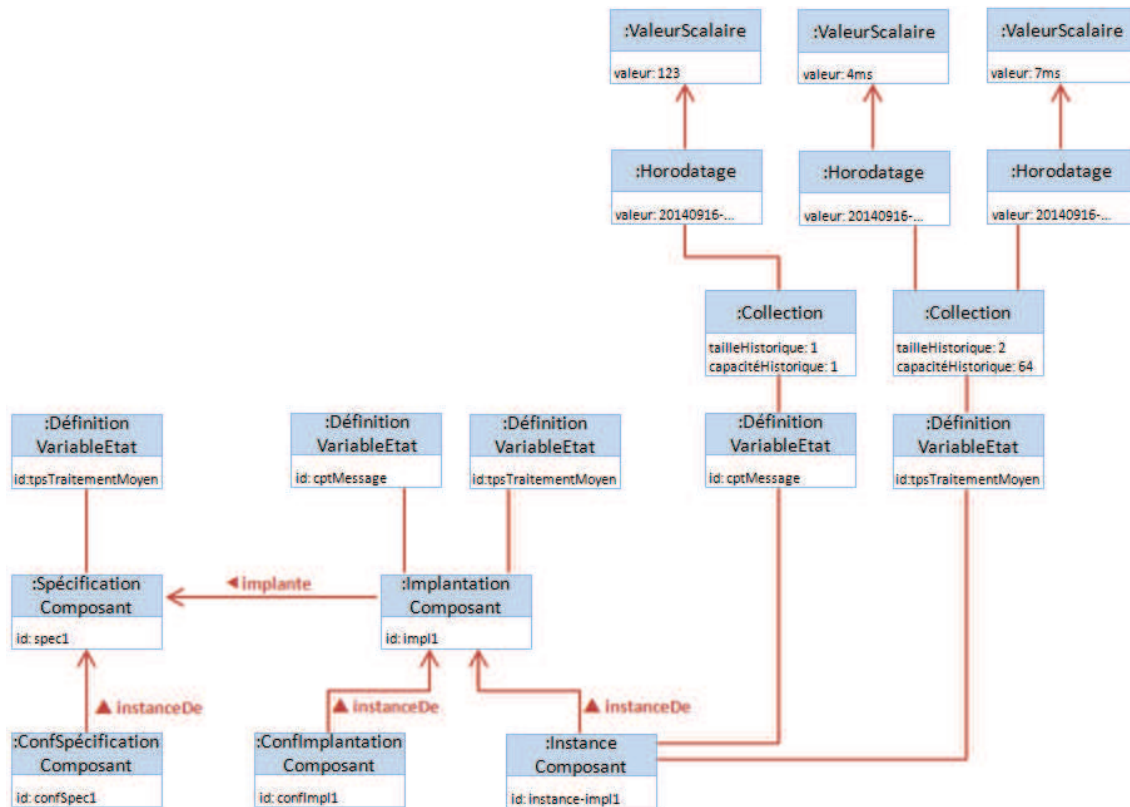 :ValeurScalaire
valeur: 123
:ValeurScalaire
valeur: 4ms
:ValeurScalaire
valeur: 7ms
:Horodatage
valeur: 20140916-...
:Horodatage
valeur: 20140916-...
:Horodatage
valeur: 20140916-...
:Collection
tailleHistorique: 1
capacitéHistorique: 1
:Collection
tailleHistorique: 2
capacitéHistorique: 64
:Définition
VariableEtat
id:tpsTraitementMoyen
:Définition
VariableEtat
id: cptMessage
:Définition
VariableEtat
id:tpsTraitementMoyen
:Définition
VariableEtat
id: cptMessage
:Définition
VariableEtat
id:tpsTraitementMoyen
:Spécification
Composant
id: spec1
◄implante
:Implantation
Composant
id: impl1
▲ instanceDe
▲ instanceDe
▲ instanceDe
:ConfSpécification
Composant
id: confSpec1
:ConfImplantation
Composant
id: confImpl1
:Instance
Composant
id: instance-impl1